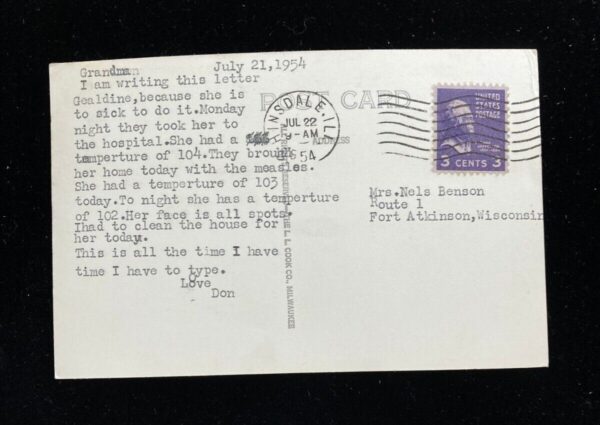 July 21,1954
Grandma
I am writing this letter
Gealdine,because she is
to sick to do it.Monday
night they took her to
the hospital.She had a
temperture of 104.They brough
her home today with the measles.
She had a temperture of 103
today.To night she has a temperture
of 102.Her face is all spots.
Ihad to clean the house for
her today.
This is all the time I have
time I have to type.
Love
Don
POST CARD
ADDRESS
HINSDALE, ILL.
JUL 22
9-AM
1954
UNITED
STATES
POSTAGE
3 CENTS 3
Mrs.Nels Benson
Route 1
Fort Atkinson,Wisconsin
THE L. L. COOK CO., MILWAUKEE